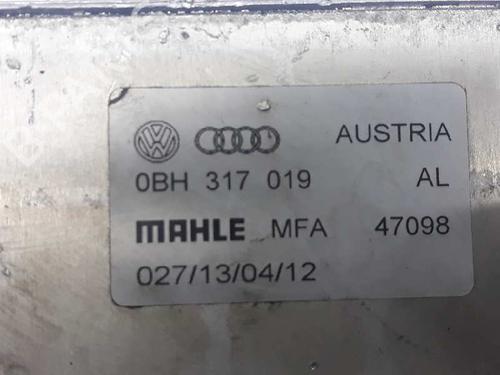 AUSTRIA
0BH 317 019 AL
MAHLE MFA 47098
027/13/04/12